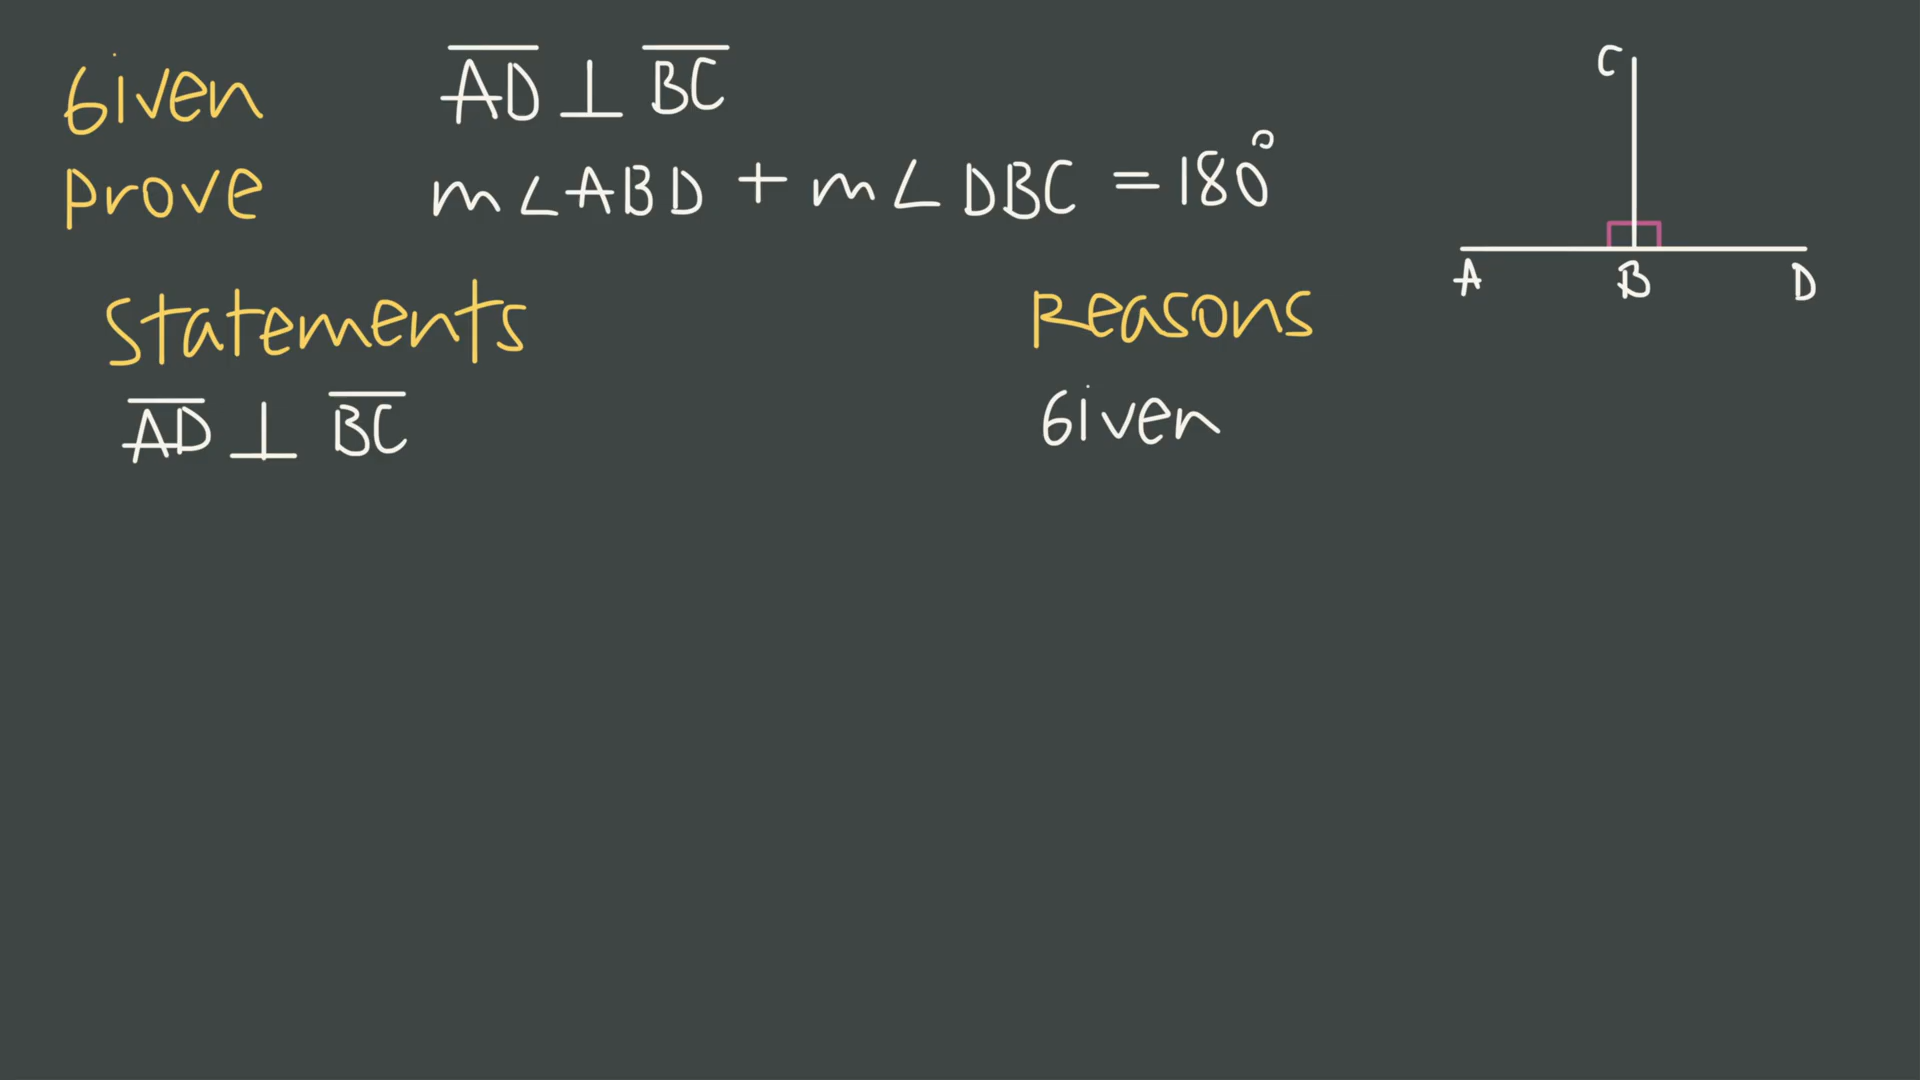 Given AD ⊥ BC
Prove m∠ABD + m∠DBC = 180°
C
A B D
Statements Reasons
AD ⊥ BC Given